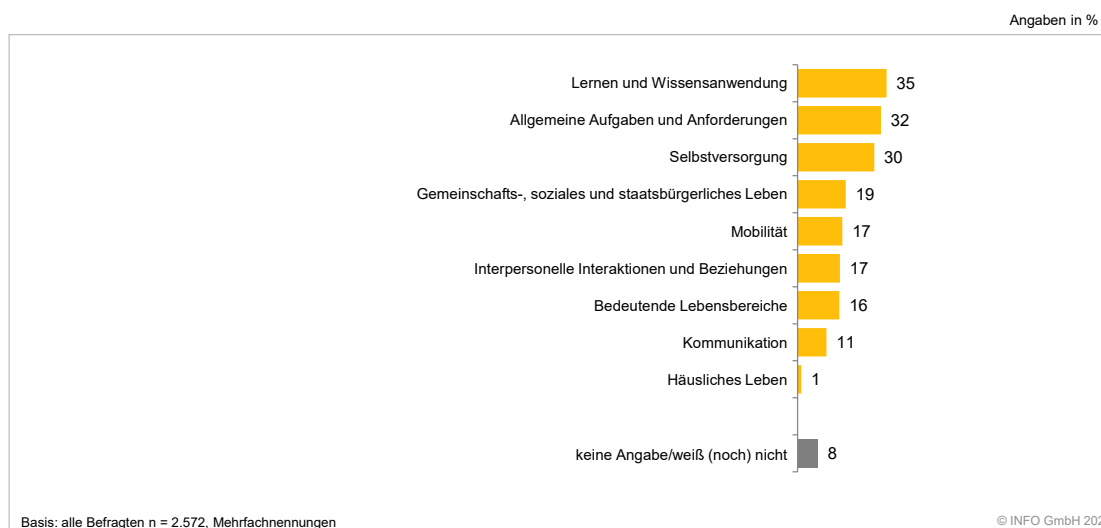 Angaben in %
Lernen und Wissensanwendung 35
Allgemeine Aufgaben und Anforderungen 32
Selbstversorgung 30
Gemeinschafts-, soziales und staatsbürgerliches Leben 19
Mobilität 17
Interpersonelle Interaktionen und Beziehungen 17
Bedeutende Lebensbereiche 16
Kommunikation 11
Häusliches Leben 1
keine Angabe/weiß (noch) nicht 8
Basis: alle Befragten n = 2.572, Mehrfachnennungen
© INFO GmbH 202